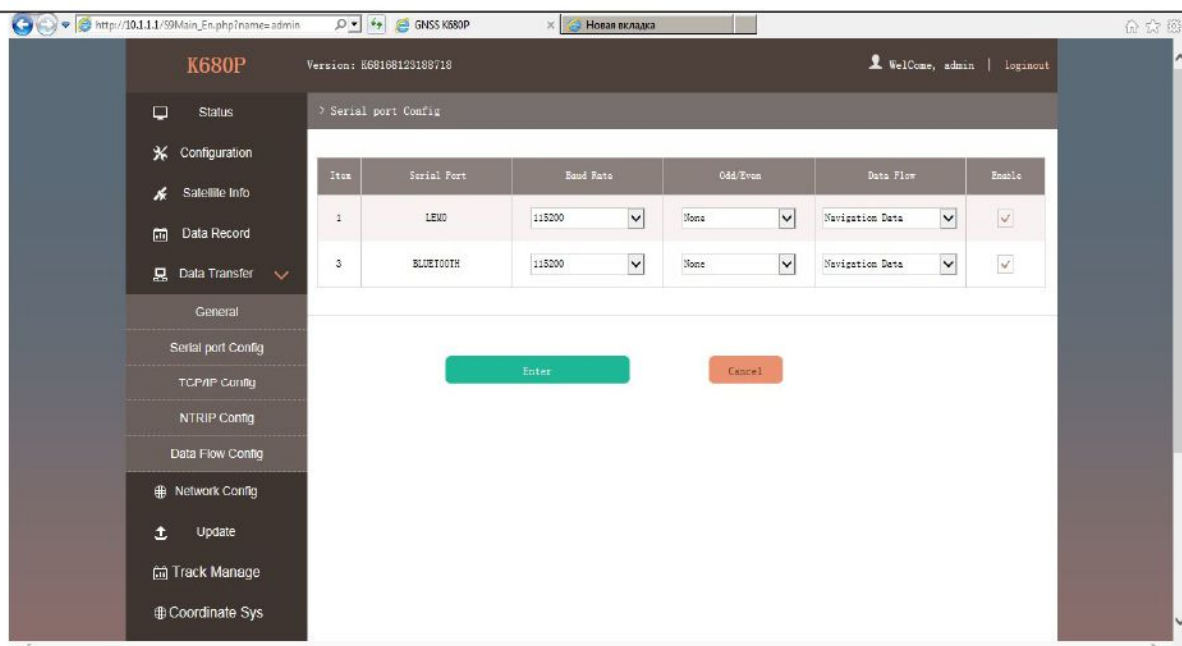 http://10.1.1.1/S9Main_En.php?name=admin
GNSS K680P
Новая вкладка
K680P
Version: K68168123188718
WelCome, admin | loginout
Status
> Serial port Config
Configuration
Satellite Info
Data Record
Data Transfer
General
Serial port Config
TCP/IP Config
NTRIP Config
Data Flow Config
Network Config
Update
Track Manage
Coordinate Sys
Item Serial Port Baud Rate Odd/Even Data Flow Enable
1 LEMO 115200 None Navigation Data
3 BLUETOOTH 115200 None Navigation Data
Enter Cancel